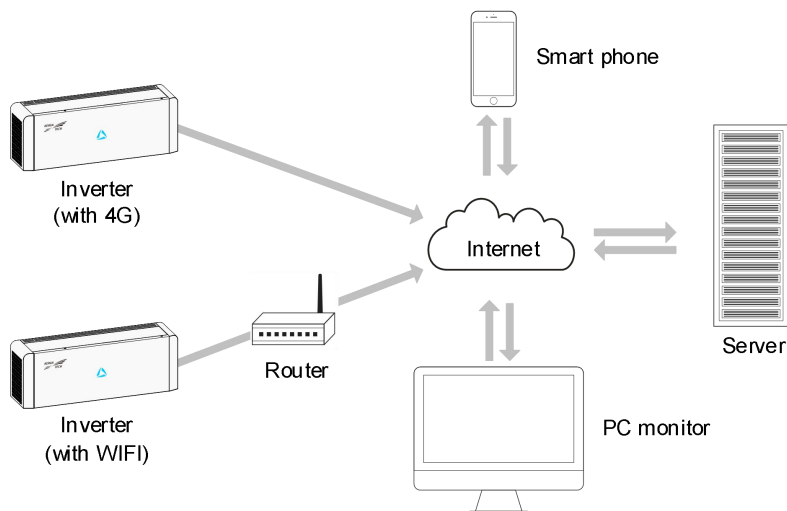 Smart phone
Inverter
(with 4G)
Internet
Server
Router
Inverter
(with WIFI)
PC monitor